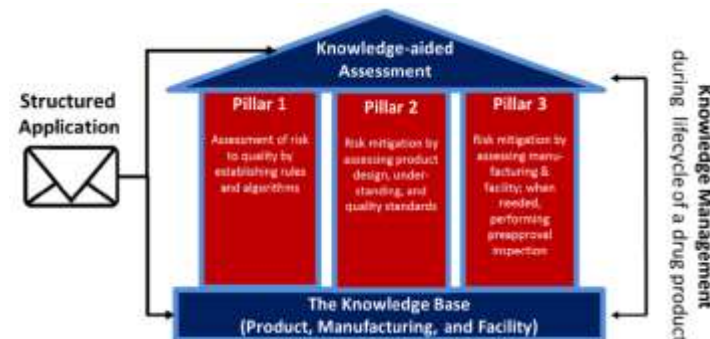 Knowledge-aided
Assessment
Structured
Application
Pillar 1
Assessment of risk
to quality by
establishing rules
and algorithms
Pillar 2
Risk mitigation by
assessing product
design, under-
standing, and
quality standards
Pillar 3
Risk mitigation by
assessing manu-
facturing &
facility; when
needed,
performing
preapproval
inspection
The Knowledge Base
(Product, Manufacturing, and Facility)
Knowledge Management
during lifecycle of a drug product